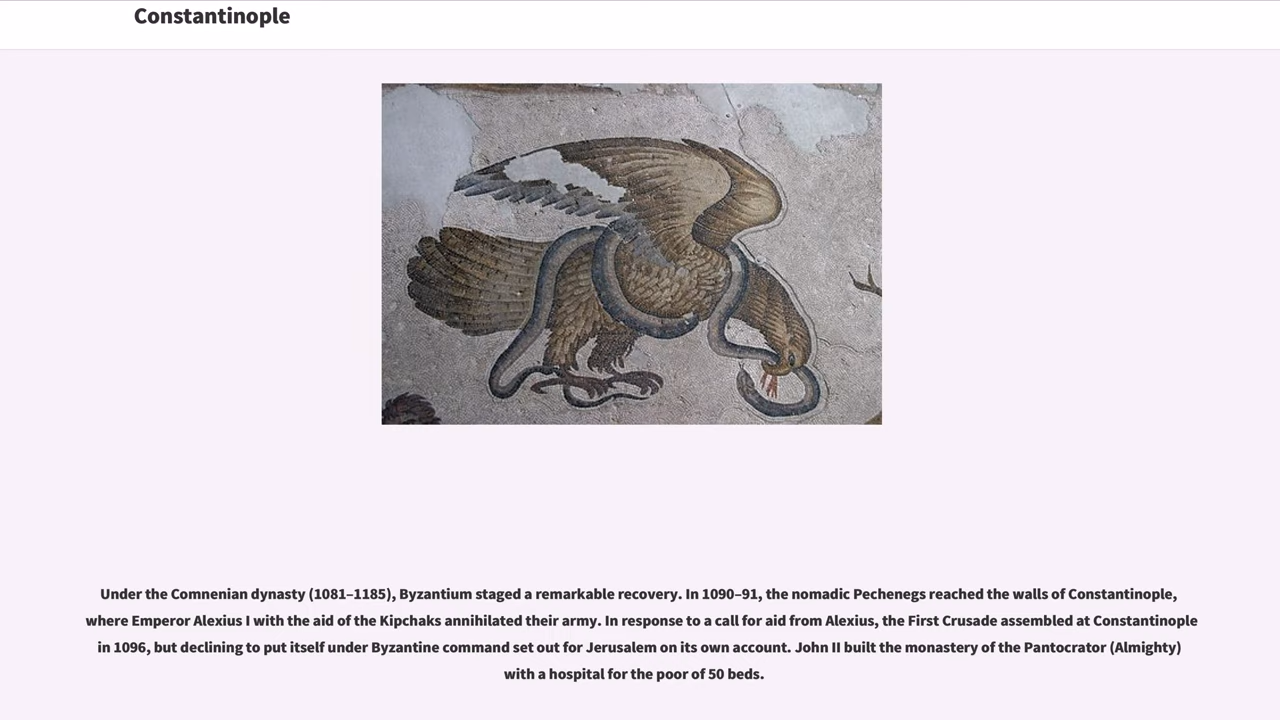 Constantinople
Under the Comnenian dynasty (1081–1185), Byzantium staged a remarkable recovery. In 1090–91, the nomadic Pechenegs reached the walls of Constantinople,
where Emperor Alexius I with the aid of the Kipchaks annihilated their army. In response to a call for aid from Alexius, the First Crusade assembled at Constantinople
in 1096, but declining to put itself under Byzantine command set out for Jerusalem on its own account. John II built the monastery of the Pantocrator (Almighty)
with a hospital for the poor of 50 beds.